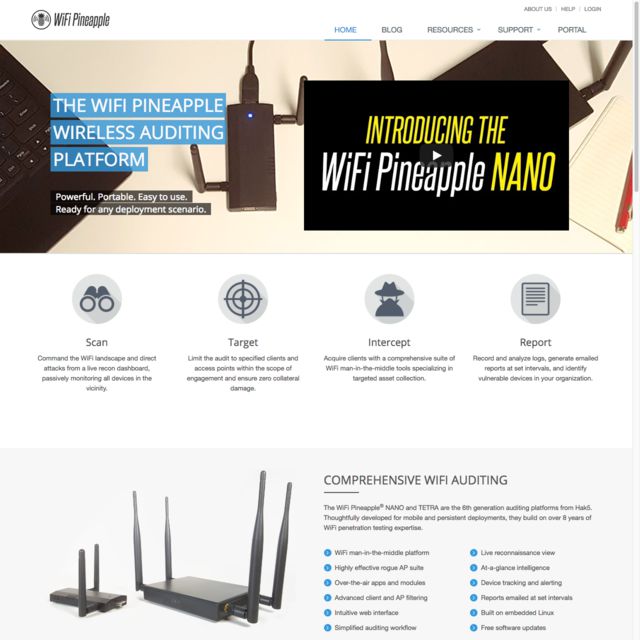 ABOUT US | HELP | LOGIN
WiFi Pineapple
HOME BLOG RESOURCES SUPPORT PORTAL
THE WIFI PINEAPPLE
WIRELESS AUDITING
PLATFORM
Powerful. Portable. Easy to use.
Ready for any deployment scenario.
INTRODUCING THE
WiFi Pineapple NANO
Scan
Command the WiFi landscape and direct
attacks from a live recon dashboard,
passively monitoring all devices in the
vicinity.
Target
Limit the audit to specified clients and
access points within the scope of
engagement and ensure zero collateral
damage.
Intercept
Acquire clients with a comprehensive suite of
WiFi man-in-the-middle tools specializing in
targeted asset collection.
Report
Record and analyze logs, generate emailed
reports at set intervals, and identify
vulnerable devices in your organization.
COMPREHENSIVE WIFI AUDITING
The WiFi Pineapple® NANO and TETRA are the 6th generation auditing platforms from Hak5.
Thoughtfully developed for mobile and persistent deployments, they build on over 8 years of
WiFi penetration testing expertise.
WiFi man-in-the-middle platform
Highly effective rogue AP suite
Over-the-air apps and modules
Advanced client and AP filtering
Intuitive web interface
Simplified auditing workflow
Live reconnaissance view
At-a-glance intelligence
Device tracking and alerting
Reports emailed at set intervals
Built on embedded Linux
Free software updates